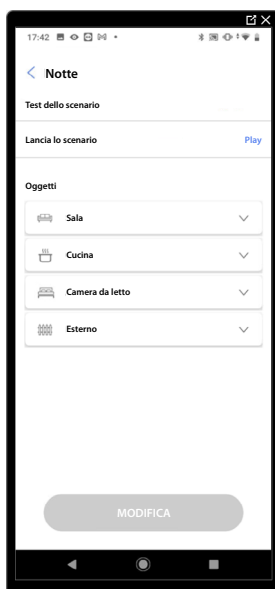 17:42
Notte
Test dello scenario
Lancia lo scenario Play
Oggetti
Sala
Cucina
Camera da letto
Esterno
MODIFICA